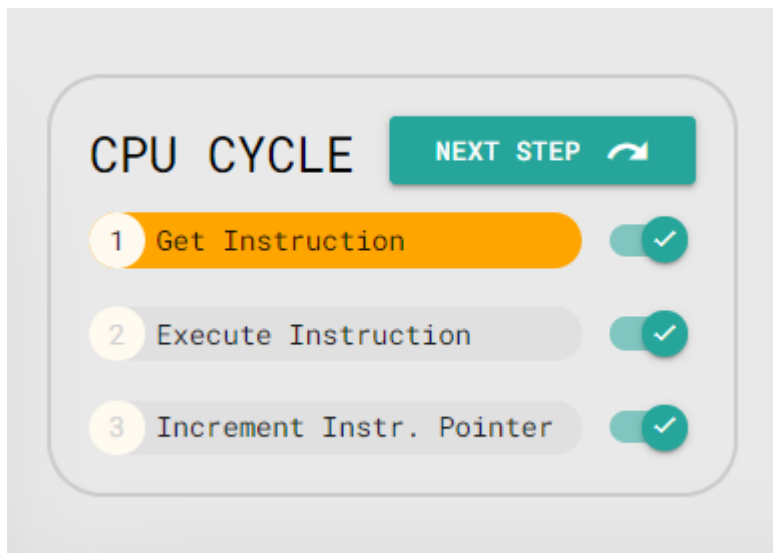 CPU CYCLE
NEXT STEP
1 Get Instruction
2 Execute Instruction
3 Increment Instr. Pointer